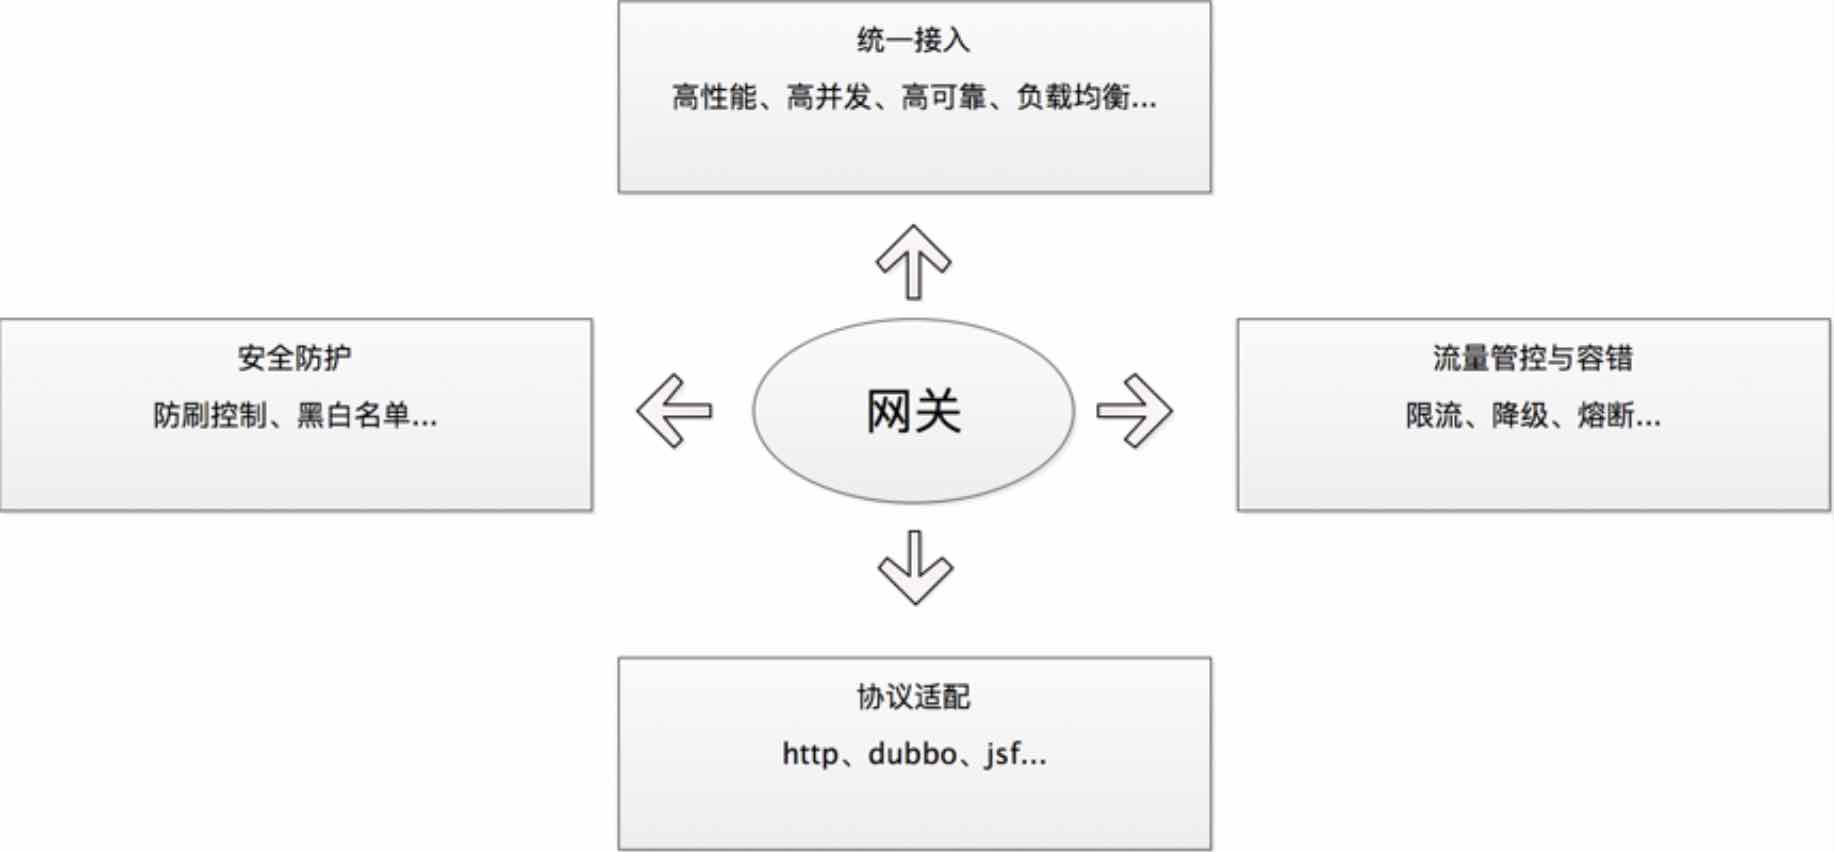 统一接入
高性能、高并发、高可靠、负载均衡...
安全防护
防刷控制、黑白名单...
网关
流量管控与容错
限流、降级、熔断...
协议适配
http、dubbo、jsf...